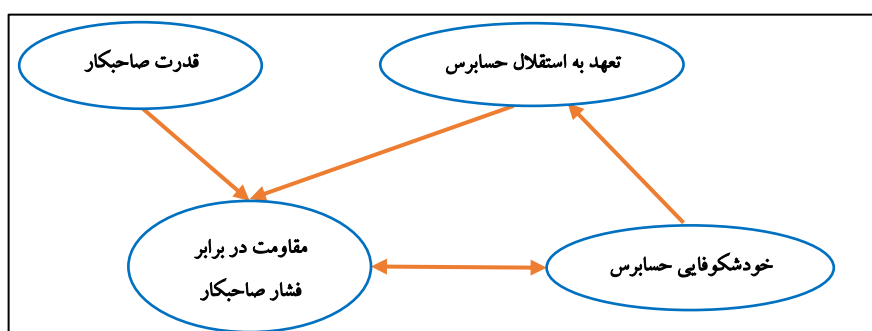 قدرت صاحبکار
تعهد به استقلال حسابرس
مقاومت در برابر
فشار صاحبکار
خودشکوفایی حسابرس